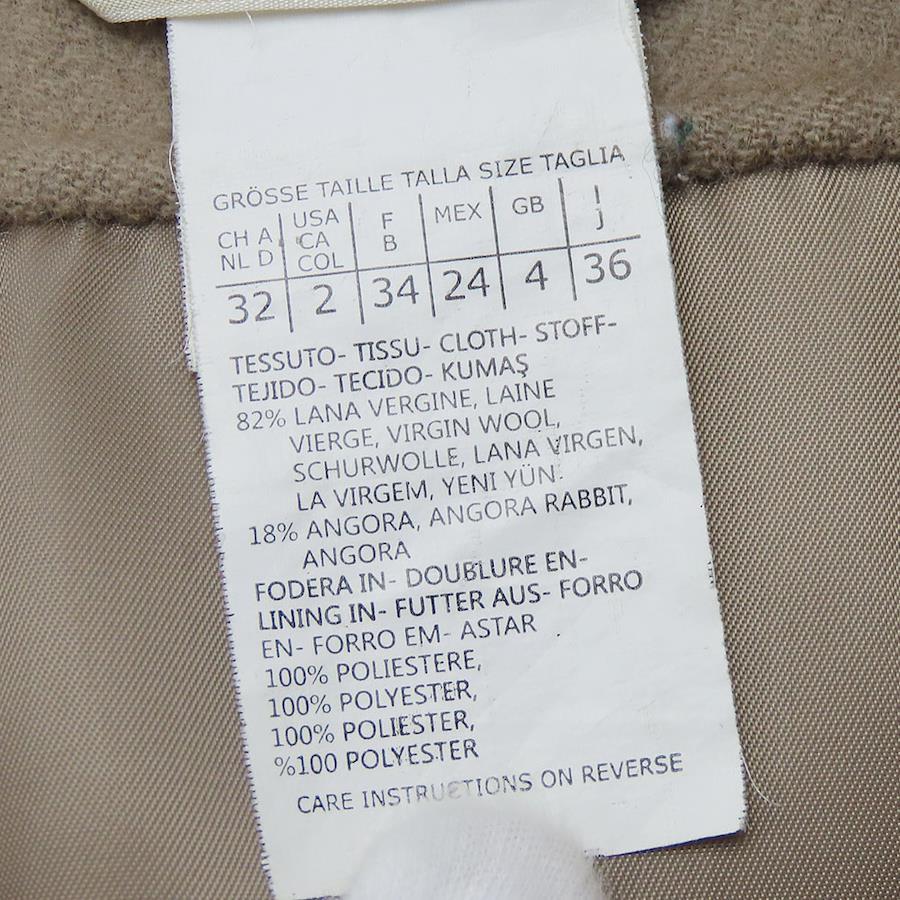 GRÖSSE TAILLE TALLA SIZE TAGLIA
CH A NL D | USA CA COL | F B | MEX | GB | I J
32 | 2 | 34 | 24 | 4 | 36
TESSUTO- TISSU- CLOTH- STOFF-
TEJIDO- TECIDO- KUMAŞ
82% LANA VERGINE, LAINE
VIERGE, VIRGIN WOOL,
SCHURWOLLE, LANA VIRGEN,
LA VIRGEM, YENI YÜN.
18% ANGORA, ANGORA RABBIT,
ANGORA
FODERA IN- DOUBLURE EN-
LINING IN- FUTTER AUS- FORRO
EN- FORRO EM- ASTAR
100% POLIESTERE,
100% POLYESTER,
100% POLIESTER,
%100 POLYESTER
CARE INSTRUCTIONS ON REVERSE